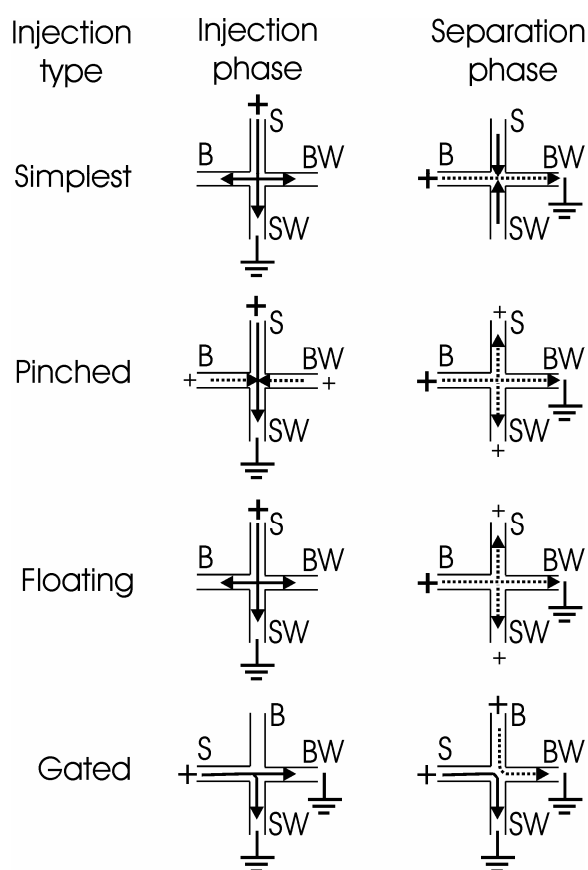 Injection type
Injection phase
Separation phase
Simplest
+
S
B
BW
SW
S
B
BW
+
SW
Pinched
+
S
B
BW
+
+
SW
+
S
B
BW
+
SW
+
Floating
+
S
B
BW
SW
+
S
B
BW
+
SW
+
Gated
B
S
BW
+
SW
+
B
S
BW
+
SW